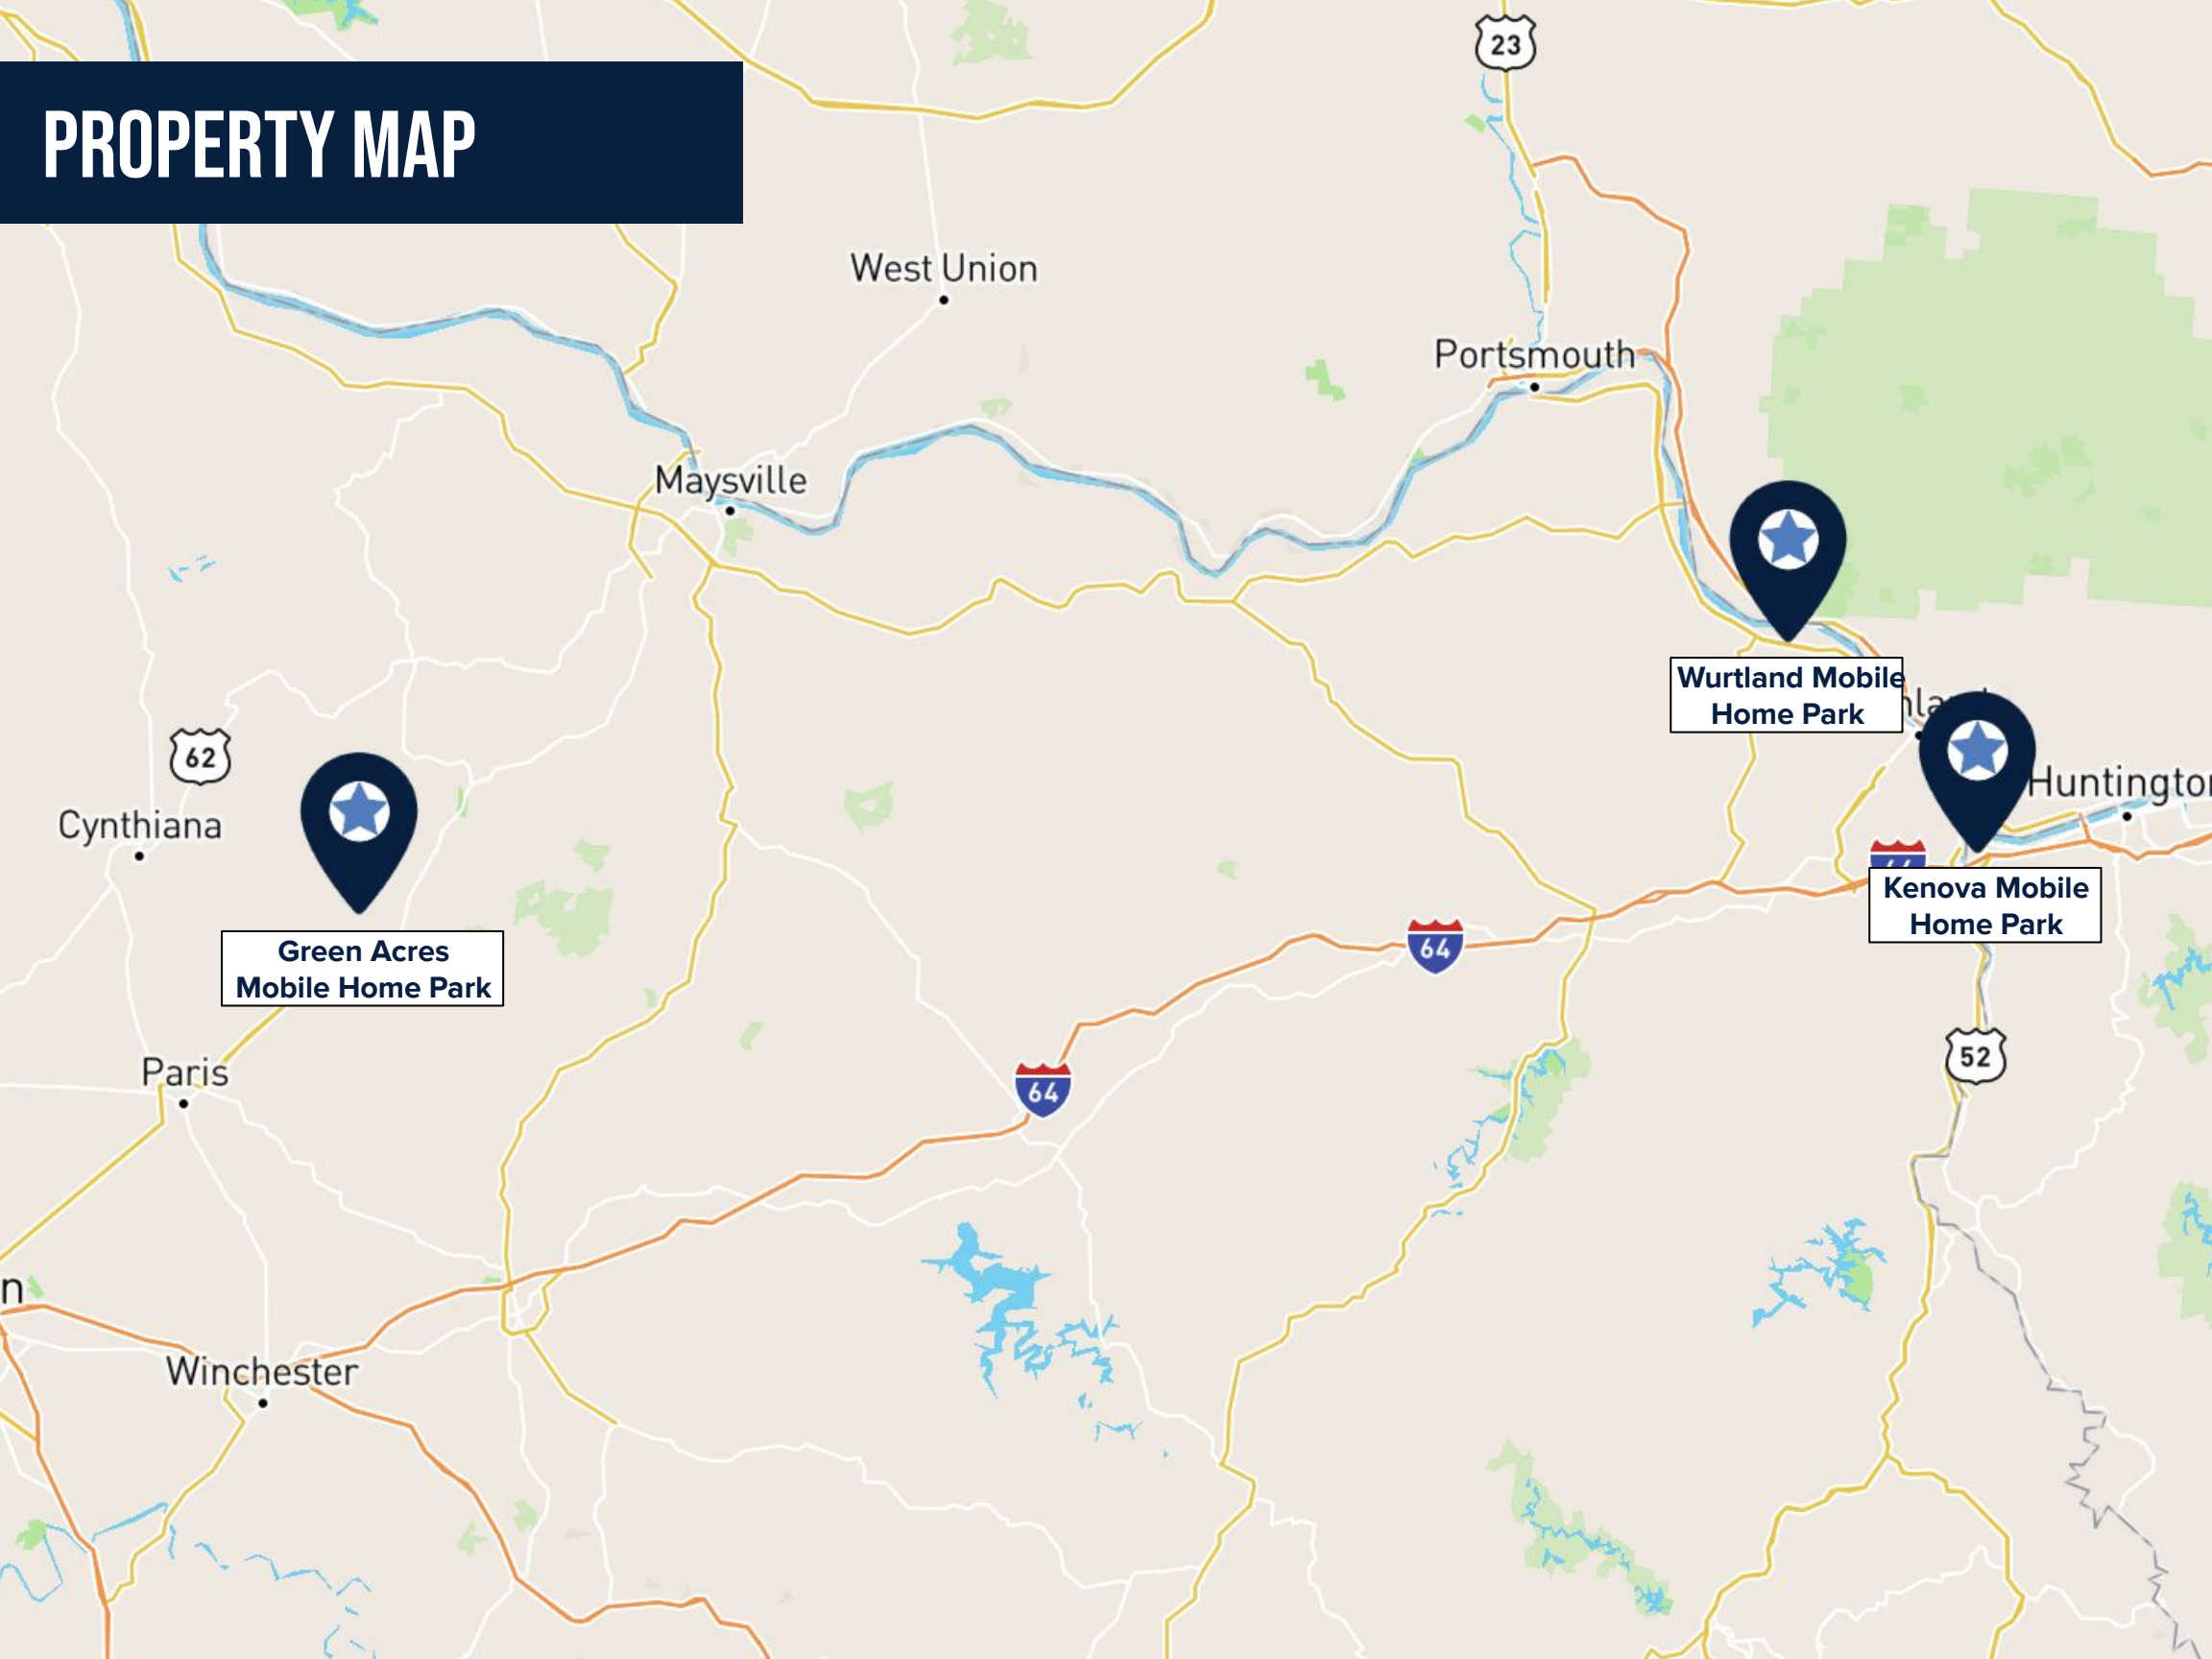 23
PROPERTY MAP
West Union
Portsmouth
Maysville
Wurtland Mobile
Home Park
62
Huntingto
Cynthiana
Kenova Mobile
Home Park
64
Green Acres
Mobile Home Park
52
Paris
64
n
Winchester